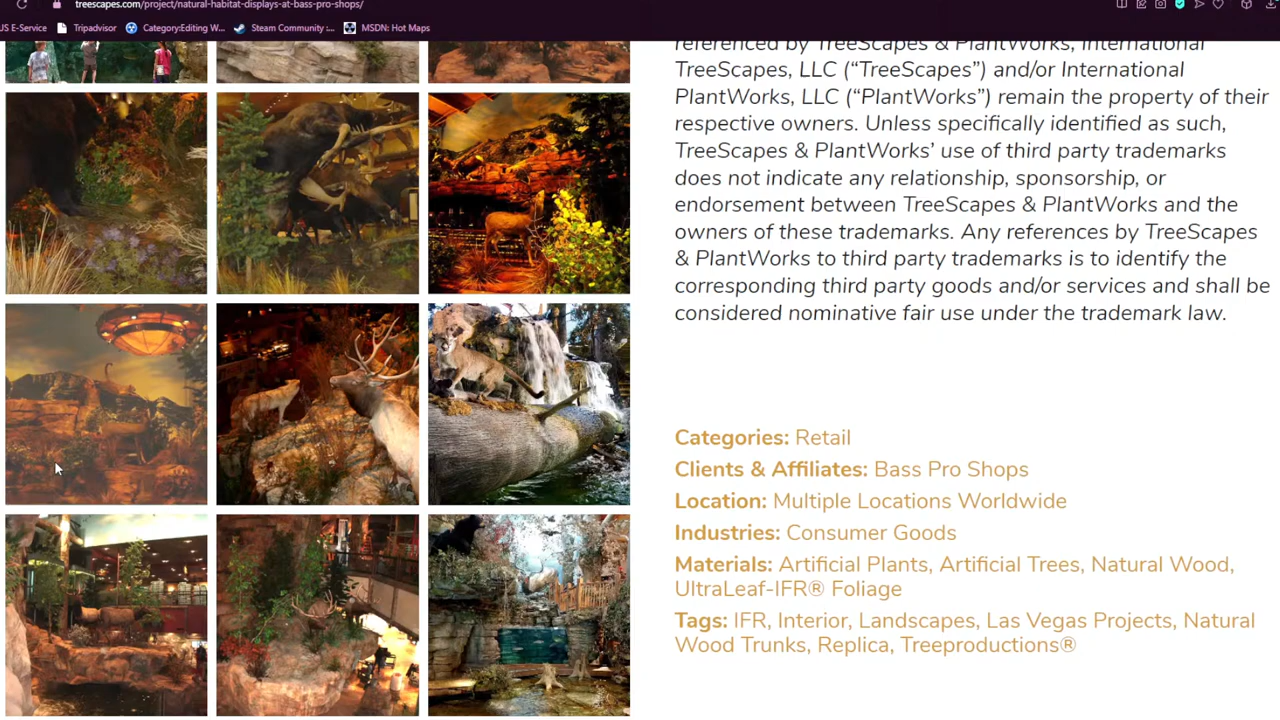 treescapes.com/project/natural-habitat-displays-at-bass-pro-shops/
US E-Service
Tripadvisor
Category:Editing W...
Steam Community :...
MSDN: Hot Maps
referenced by TreeScapes & PlantWorks, International
TreeScapes, LLC (“TreeScapes”) and/or International
PlantWorks, LLC (“PlantWorks”) remain the property of their
respective owners. Unless specifically identified as such,
TreeScapes & PlantWorks’ use of third party trademarks
does not indicate any relationship, sponsorship, or
endorsement between TreeScapes & PlantWorks and the
owners of these trademarks. Any references by TreeScapes
& PlantWorks to third party trademarks is to identify the
corresponding third party goods and/or services and shall be
considered nominative fair use under the trademark law.
Categories: Retail
Clients & Affiliates: Bass Pro Shops
Location: Multiple Locations Worldwide
Industries: Consumer Goods
Materials: Artificial Plants, Artificial Trees, Natural Wood,
UltraLeaf-IFR® Foliage
Tags: IFR, Interior, Landscapes, Las Vegas Projects, Natural
Wood Trunks, Replica, Treeproductions®